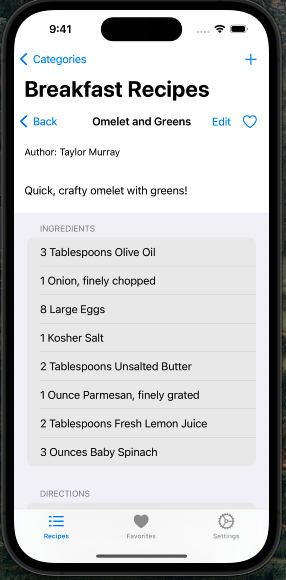 9:41
Categories
Breakfast Recipes
Back Omelet and Greens Edit
Author: Taylor Murray
Quick, crafty omelet with greens!
INGREDIENTS
3 Tablespoons Olive Oil
1 Onion, finely chopped
8 Large Eggs
1 Kosher Salt
2 Tablespoons Unsalted Butter
1 Ounce Parmesan, finely grated
2 Tablespoons Fresh Lemon Juice
3 Ounces Baby Spinach
DIRECTIONS
Recipes Favorites Settings